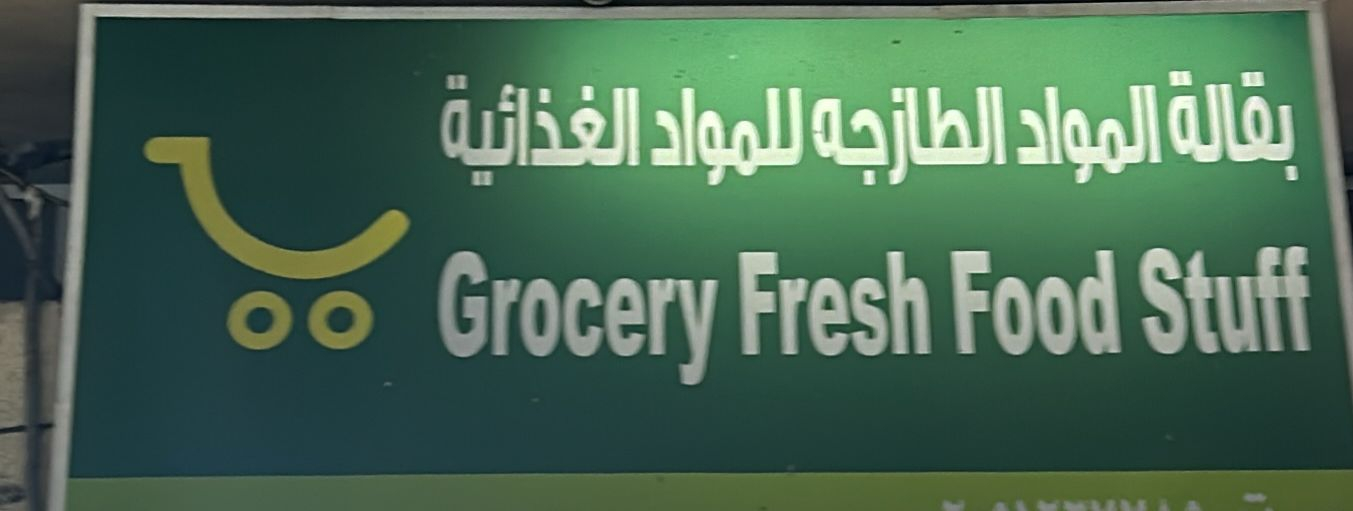 بقالة المواد الطازجه للمواد الغذائية
Grocery Fresh Food Stuff